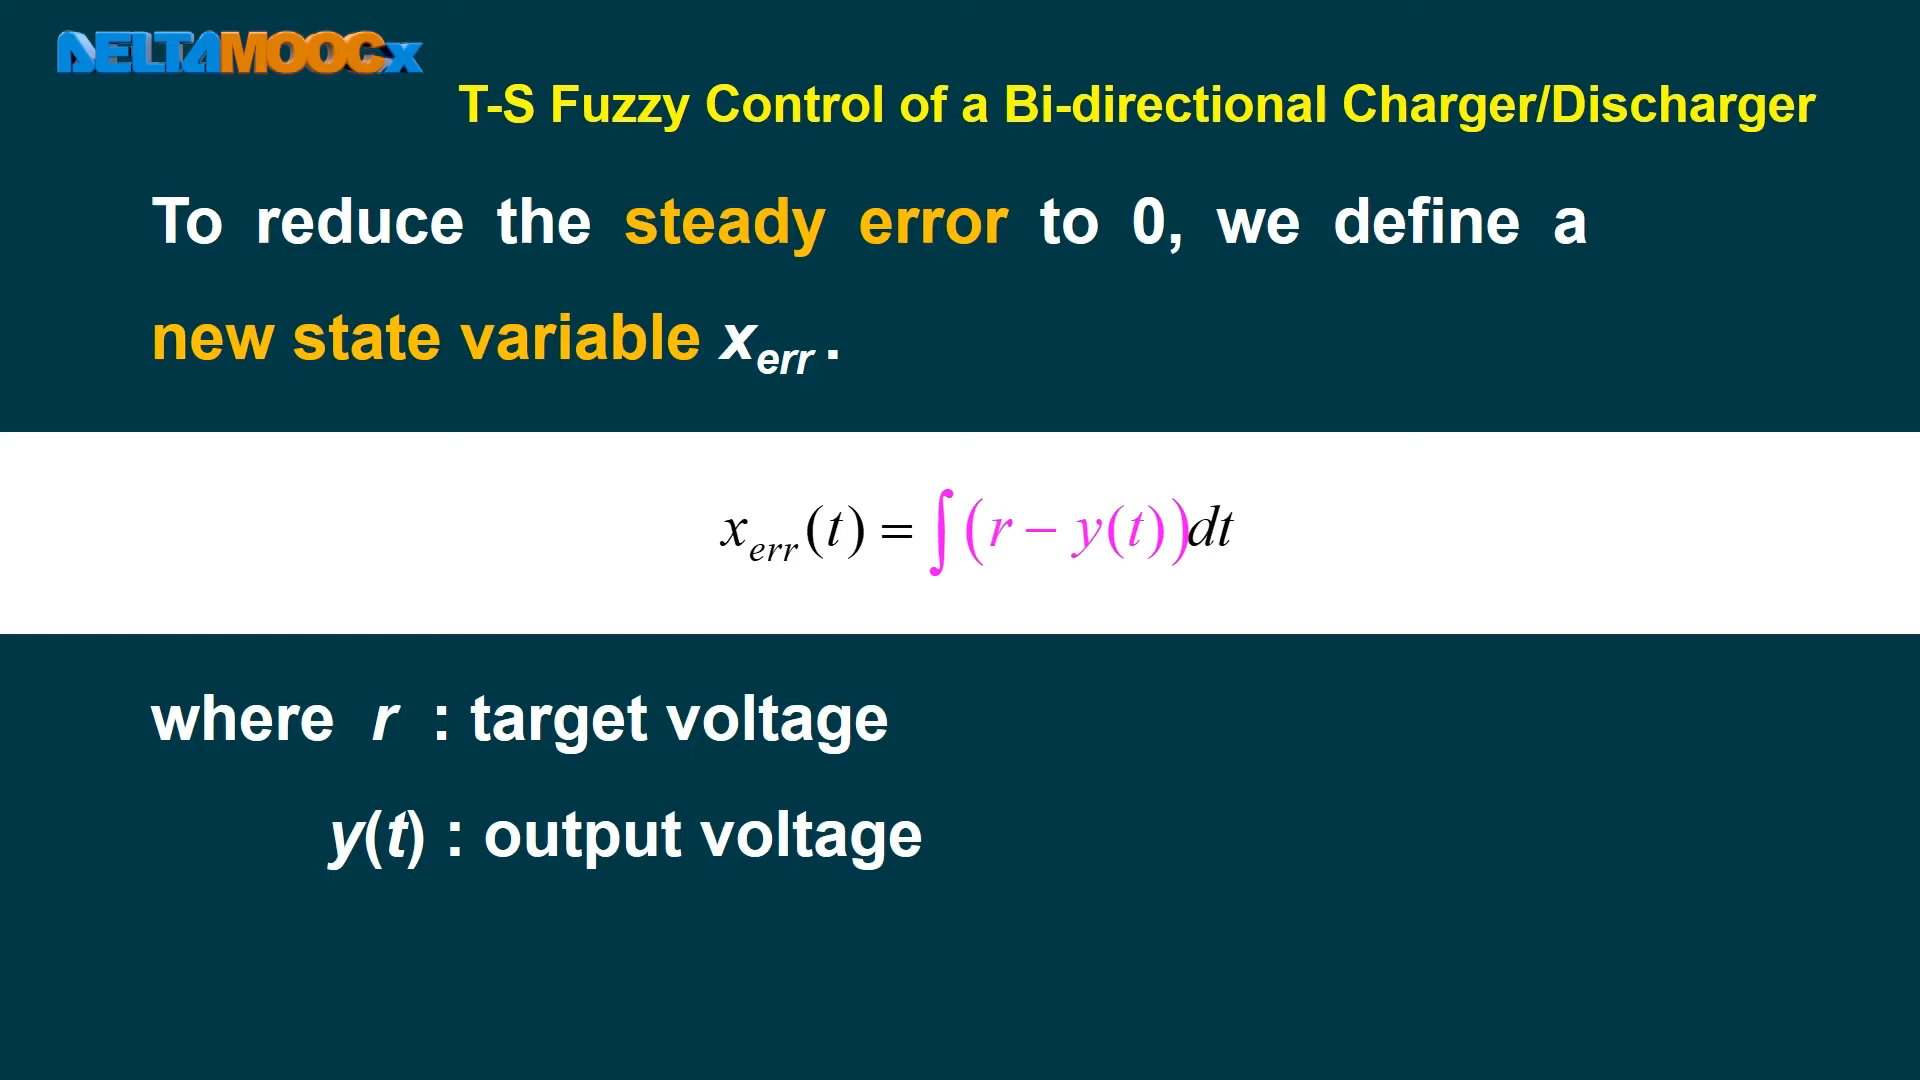 DELTAMOOCx
T-S Fuzzy Control of a Bi-directional Charger/Discharger
To reduce the steady error to 0, we define a
new state variable x_err .
x_err(t) = ∫(r − y(t))dt
where r : target voltage
y(t) : output voltage